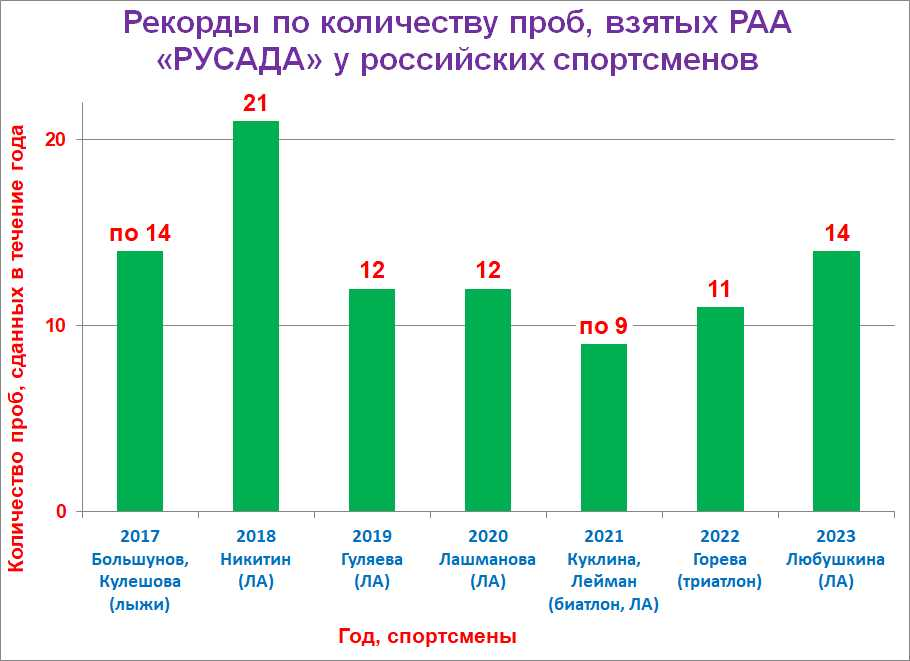 Рекорды по количеству проб, взятых РАА
«РУСАДА» у российских спортсменов
Количество проб, сданных в течение года
20
10
0
по 14
21
12
12
по 9
11
14
2017
Большунов,
Кулешова
(лыжи)
2018
Никитин
(ЛА)
2019
Гуляева
(ЛА)
2020
Лашманова
(ЛА)
2021
Куклина,
Лейман
(биатлон, ЛА)
2022
Горева
(триатлон)
2023
Любушкина
(ЛА)
Год, спортсмены